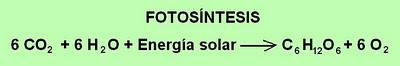 FOTOSÍNTESIS
6 CO₂ + 6 H₂O + Energía solar ⟶ C₆H₁₂O₆ + 6 O₂